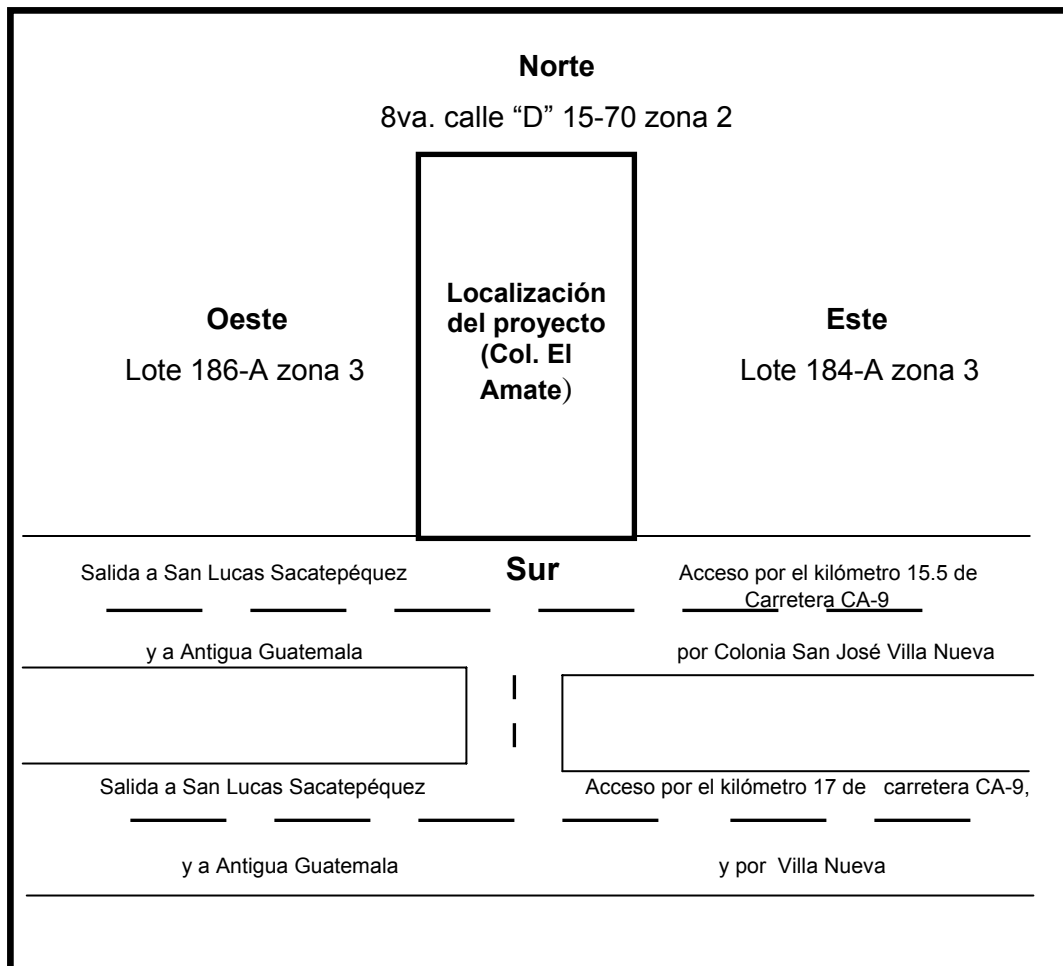 Norte
8va. calle “D” 15-70 zona 2
Localización
del proyecto
(Col. El
Amate)
Oeste
Lote 186-A zona 3
Este
Lote 184-A zona 3
Sur
Salida a San Lucas Sacatepéquez
Acceso por el kilómetro 15.5 de
Carretera CA-9
y a Antigua Guatemala
por Colonia San José Villa Nueva
Salida a San Lucas Sacatepéquez
Acceso por el kilómetro 17 de carretera CA-9,
y a Antigua Guatemala
y por Villa Nueva